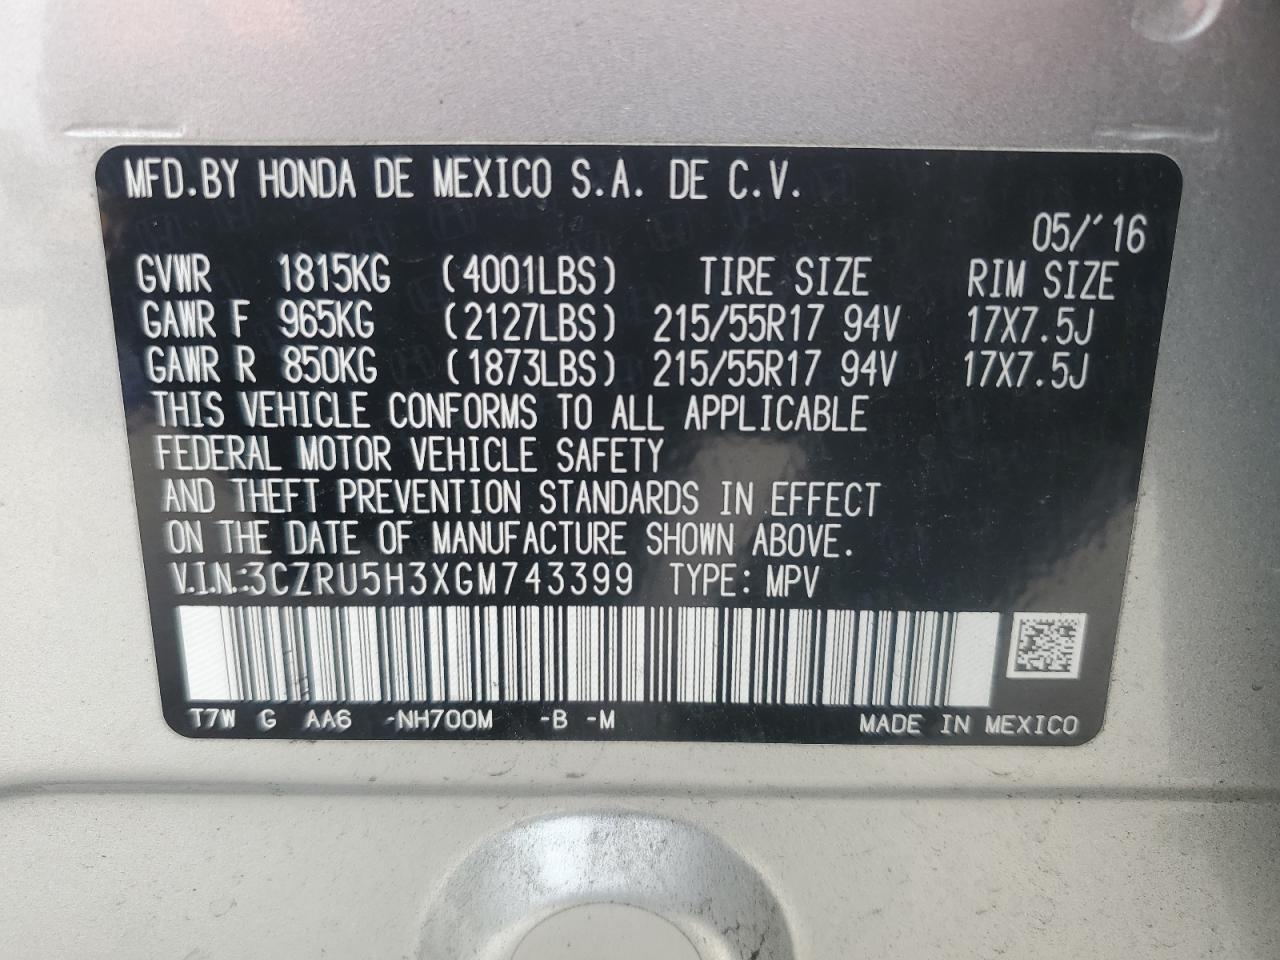 MFD.BY HONDA DE MEXICO S.A. DE C.V.
05/'16
GVWR 1815KG (4001LBS) TIRE SIZE RIM SIZE
GAWR F 965KG (2127LBS) 215/55R17 94V 17X7.5J
GAWR R 850KG (1873LBS) 215/55R17 94V 17X7.5J
THIS VEHICLE CONFORMS TO ALL APPLICABLE
FEDERAL MOTOR VEHICLE SAFETY
AND THEFT PREVENTION STANDARDS IN EFFECT
ON THE DATE OF MANUFACTURE SHOWN ABOVE.
V.I.N.:3CZRU5H3XGM743399 TYPE: MPV
T7W G AA6 -NH700M -B -M MADE IN MEXICO